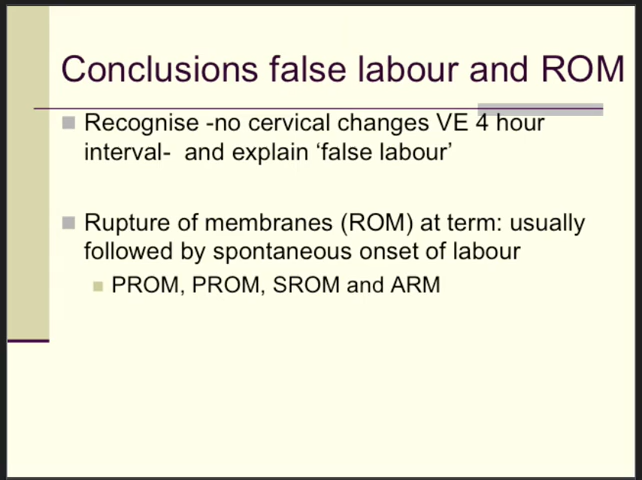 Conclusions false labour and ROM
Recognise -no cervical changes VE 4 hour
interval-  and explain ‘false labour’
Rupture of membranes (ROM) at term: usually
followed by spontaneous onset of labour
PROM, PROM, SROM and ARM